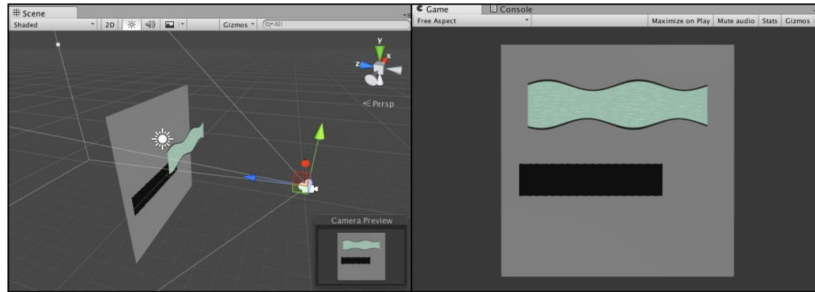 Scene
Shaded 2D Gizmos All
y
x
z
Persp
Camera Preview
Game Console
Free Aspect Maximize on Play Mute audio Stats Gizmos